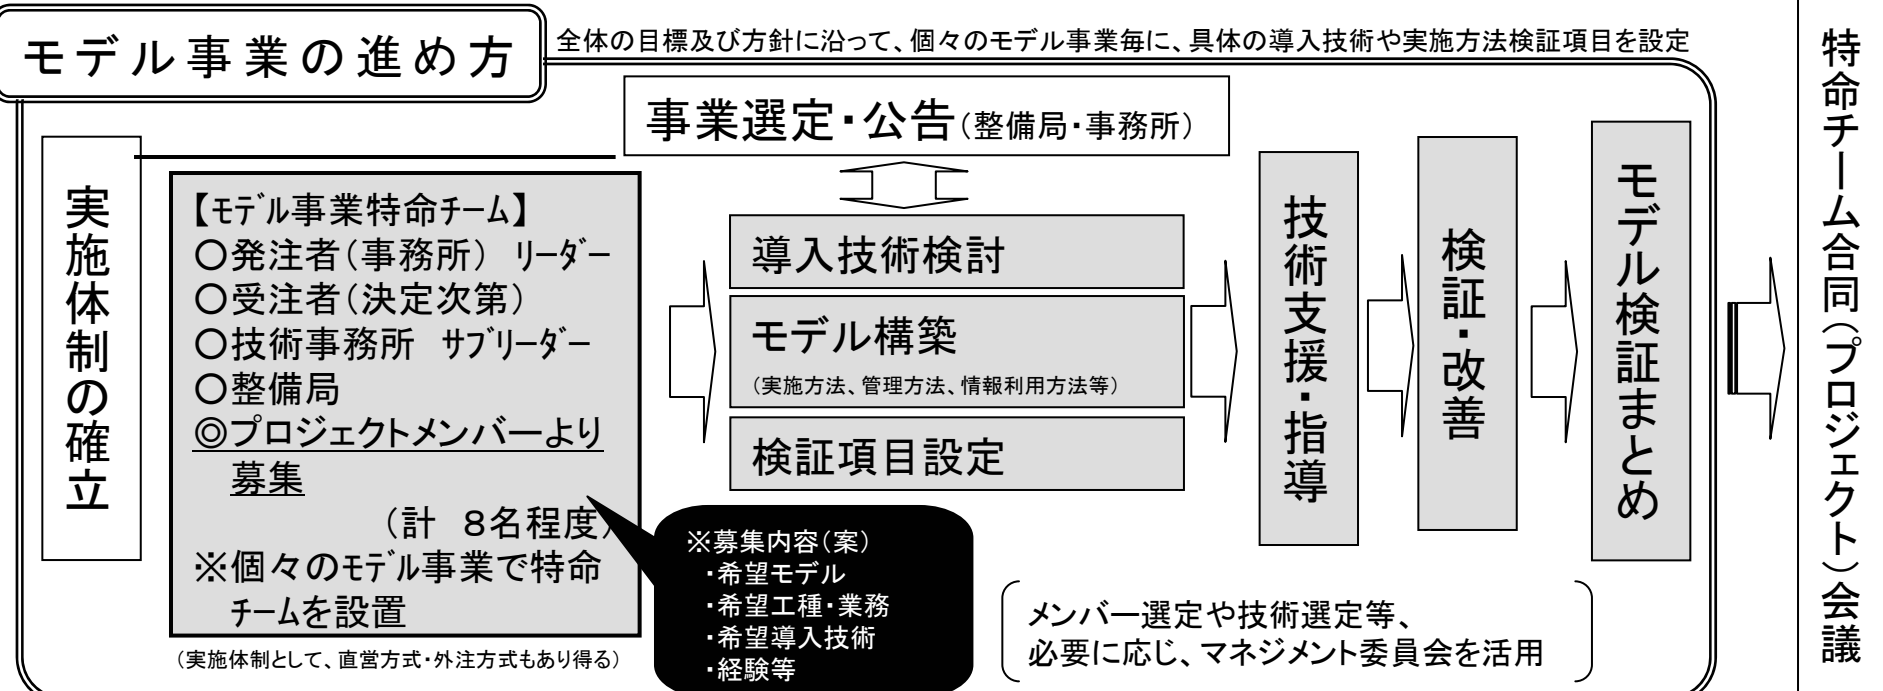 モデル事業の進め方
全体の目標及び方針に沿って、個々のモデル事業毎に、具体の導入技術や実施方法検証項目を設定
事業選定・公告(整備局・事務所)
実施体制の確立
【ﾓﾃﾞﾙ事業特命ﾁｰﾑ】
○発注者(事務所) ﾘｰﾀﾞｰ
○受注者(決定次第)
○技術事務所 ｻﾌﾞﾘｰﾀﾞｰ
○整備局
◎プロジェクトメンバーより
募集
(計 8名程度)
※個々のﾓﾃﾞﾙ事業で特命
ﾁｰﾑを設置
(実施体制として、直営方式・外注方式もあり得る)
※募集内容(案)
・希望モデル
・希望工種・業務
・希望導入技術
・経験等
導入技術検討
モデル構築
(実施方法、管理方法、情報利用方法等)
検証項目設定
技術支援・指導
検証・改善
モデル検証まとめ
メンバー選定や技術選定等、
必要に応じ、マネジメント委員会を活用
特命チーム合同(プロジェクト)会議